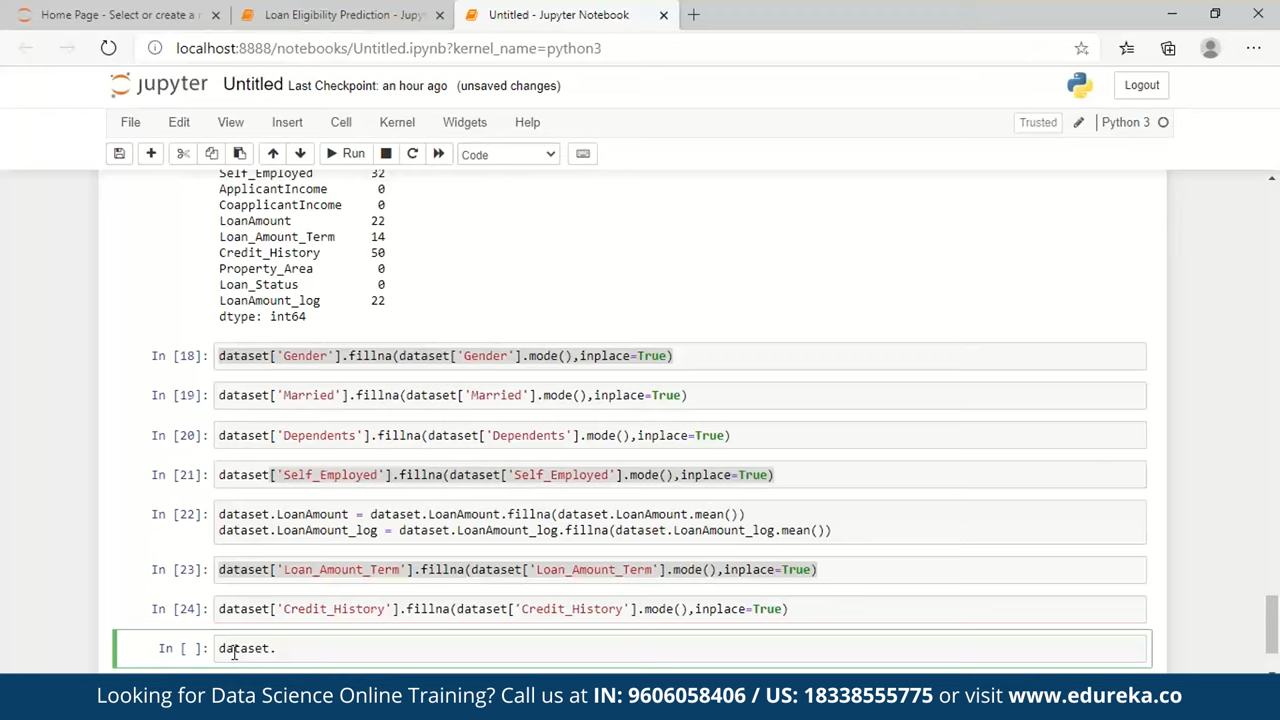 Home Page - Select or create a n
Loan Eligibility Prediction - Jupyt
Untitled - Jupyter Notebook
localhost:8888/notebooks/Untitled.ipynb?kernel_name=python3
jupyter Untitled Last Checkpoint: an hour ago (unsaved changes) Logout
File Edit View Insert Cell Kernel Widgets Help Trusted Python 3
Run Code
Self_Employed 32
ApplicantIncome 0
CoapplicantIncome 0
LoanAmount 22
Loan_Amount_Term 14
Credit_History 50
Property_Area 0
Loan_Status 0
LoanAmount_log 22
dtype: int64
In [18]: dataset['Gender'].fillna(dataset['Gender'].mode(),inplace=True)
In [19]: dataset['Married'].fillna(dataset['Married'].mode(),inplace=True)
In [20]: dataset['Dependents'].fillna(dataset['Dependents'].mode(),inplace=True)
In [21]: dataset['Self_Employed'].fillna(dataset['Self_Employed'].mode(),inplace=True)
In [22]: dataset.LoanAmount = dataset.LoanAmount.fillna(dataset.LoanAmount.mean())
dataset.LoanAmount_log = dataset.LoanAmount_log.fillna(dataset.LoanAmount_log.mean())
In [23]: dataset['Loan_Amount_Term'].fillna(dataset['Loan_Amount_Term'].mode(),inplace=True)
In [24]: dataset['Credit_History'].fillna(dataset['Credit_History'].mode(),inplace=True)
In [ ]: dataset.
Looking for Data Science Online Training? Call us at IN: 9606058406 / US: 18338555775 or visit www.edureka.co